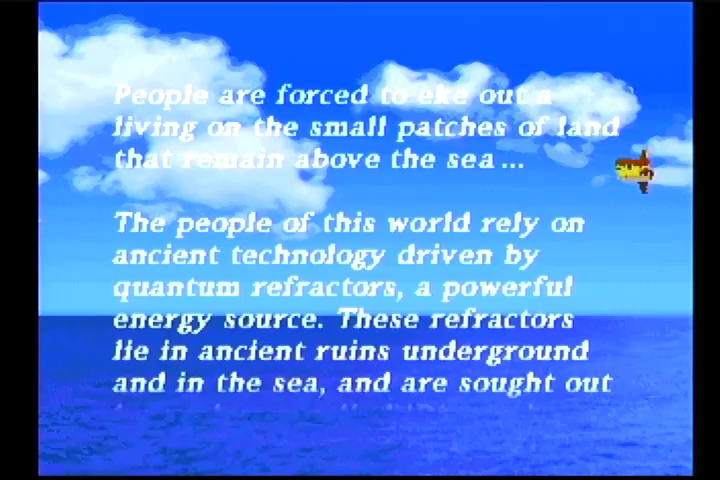 People are forced to eke out a
living on the small patches of land
that remain above the sea...
The people of this world rely on
ancient technology driven by
quantum refractors, a powerful
energy source. These refractors
lie in ancient ruins underground
and in the sea, and are sought out